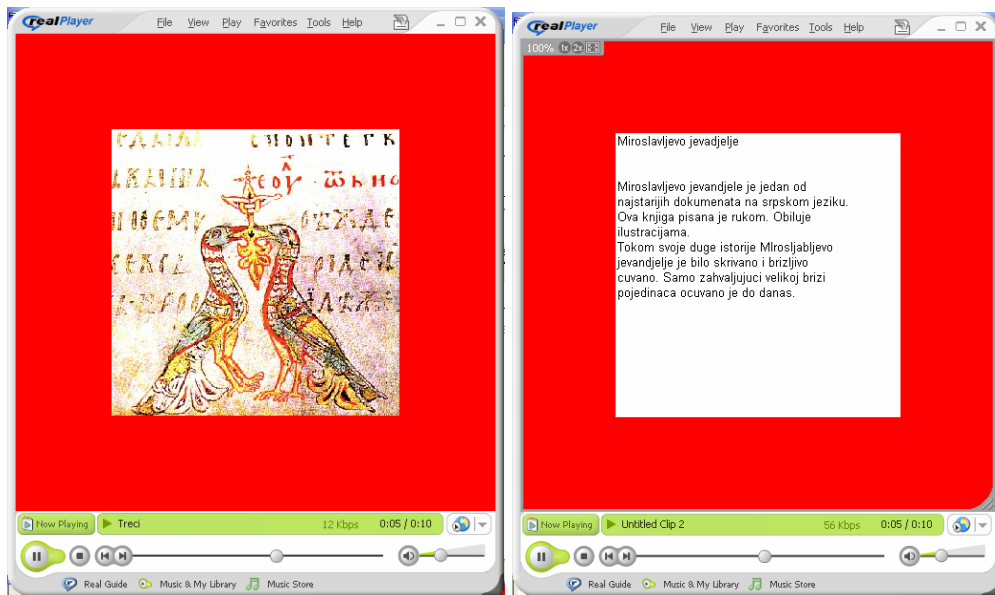 realPlayer File View Play Favorites Tools Help
Now Playing Treci 12 Kbps 0:05 / 0:10
Real Guide Music & My Library Music Store
realPlayer File View Play Favorites Tools Help
100% 1x 2x
Miroslavljevo jevadjelje
Miroslavljevo jevandjele je jedan od
najstarijih dokumenata na srpskom jeziku.
Ova knjiga pisana je rukom. Obiluje
ilustracijama.
Tokom svoje duge istorije MIrosljabljevo
jevandjelje je bilo skrivano i brizljivo
cuvano. Samo zahvaljujuci velikoj brizi
pojedinaca ocuvano je do danas.
Now Playing Untitled Clip 2 56 Kbps 0:05 / 0:10
Real Guide Music & My Library Music Store